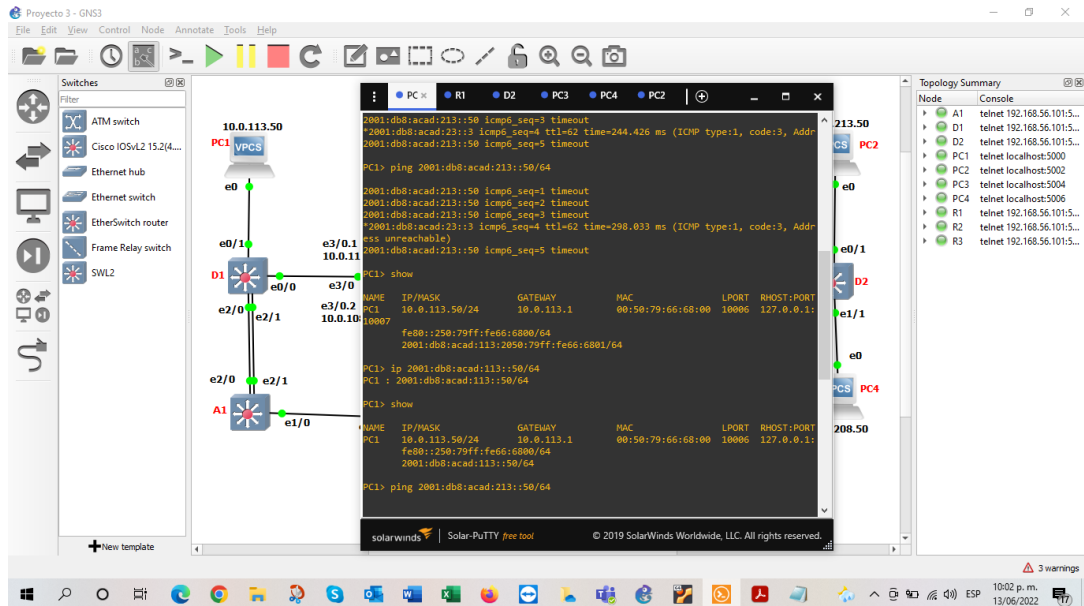 Proyecto 3 - GNS3
File Edit View Control Node Annotate Tools Help
Switches
Filter
ATM switch
Cisco IOSvL2 15.2(4....
Ethernet hub
Ethernet switch
EtherSwitch router
Frame Relay switch
SWL2
New template
10.0.113.50
PC1
VPCS
e0
e0/1
D1
e0/0
e2/0
e2/1
e3/0.1
10.0.11
e3/0
e3/0.2
10.0.10
e2/0
e2/1
A1
e1/0
PC
R1
D2
PC3
PC4
PC2
2001:db8:acad:213::50 icmp6_seq=3 timeout
*2001:db8:acad:23::3 icmp6_seq=4 ttl=62 time=244.426 ms (ICMP type:1, code:3, Addr
2001:db8:acad:213::50 icmp6_seq=5 timeout
PC1> ping 2001:db8:acad:213::50/64
2001:db8:acad:213::50 icmp6_seq=1 timeout
2001:db8:acad:213::50 icmp6_seq=2 timeout
2001:db8:acad:213::50 icmp6_seq=3 timeout
*2001:db8:acad:23::3 icmp6_seq=4 ttl=62 time=298.033 ms (ICMP type:1, code:3, Addr
ess unreachable)
2001:db8:acad:213::50 icmp6_seq=5 timeout
PC1> show
NAME IP/MASK GATEWAY MAC LPORT RHOST:PORT
PC1 10.0.113.50/24 10.0.113.1 00:50:79:66:68:00 10006 127.0.0.1:
10007
fe80::250:79ff:fe66:6800/64
2001:db8:acad:113:2050:79ff:fe66:6801/64
PC1> ip 2001:db8:acad:113::50/64
PC1 : 2001:db8:acad:113::50/64
PC1> show
NAME IP/MASK GATEWAY MAC LPORT RHOST:PORT
PC1 10.0.113.50/24 10.0.113.1 00:50:79:66:68:00 10006 127.0.0.1:
fe80::250:79ff:fe66:6800/64
2001:db8:acad:113::50/64
PC1> ping 2001:db8:acad:213::50/64
solarwinds
Solar-PuTTY free tool
© 2019 SolarWinds Worldwide, LLC. All rights reserved.
213.50
CS
PC2
e0
e0/1
D2
e1/1
e0
PCS
PC4
208.50
Topology Summary
Node Console
A1 telnet 192.168.56.101:5...
D1 telnet 192.168.56.101:5...
D2 telnet 192.168.56.101:5...
PC1 telnet localhost:5000
PC2 telnet localhost:5002
PC3 telnet localhost:5004
PC4 telnet localhost:5006
R1 telnet 192.168.56.101:5...
R2 telnet 192.168.56.101:5...
R3 telnet 192.168.56.101:5...
3 warnings
ESP
10:02 p. m.
13/06/2022
17